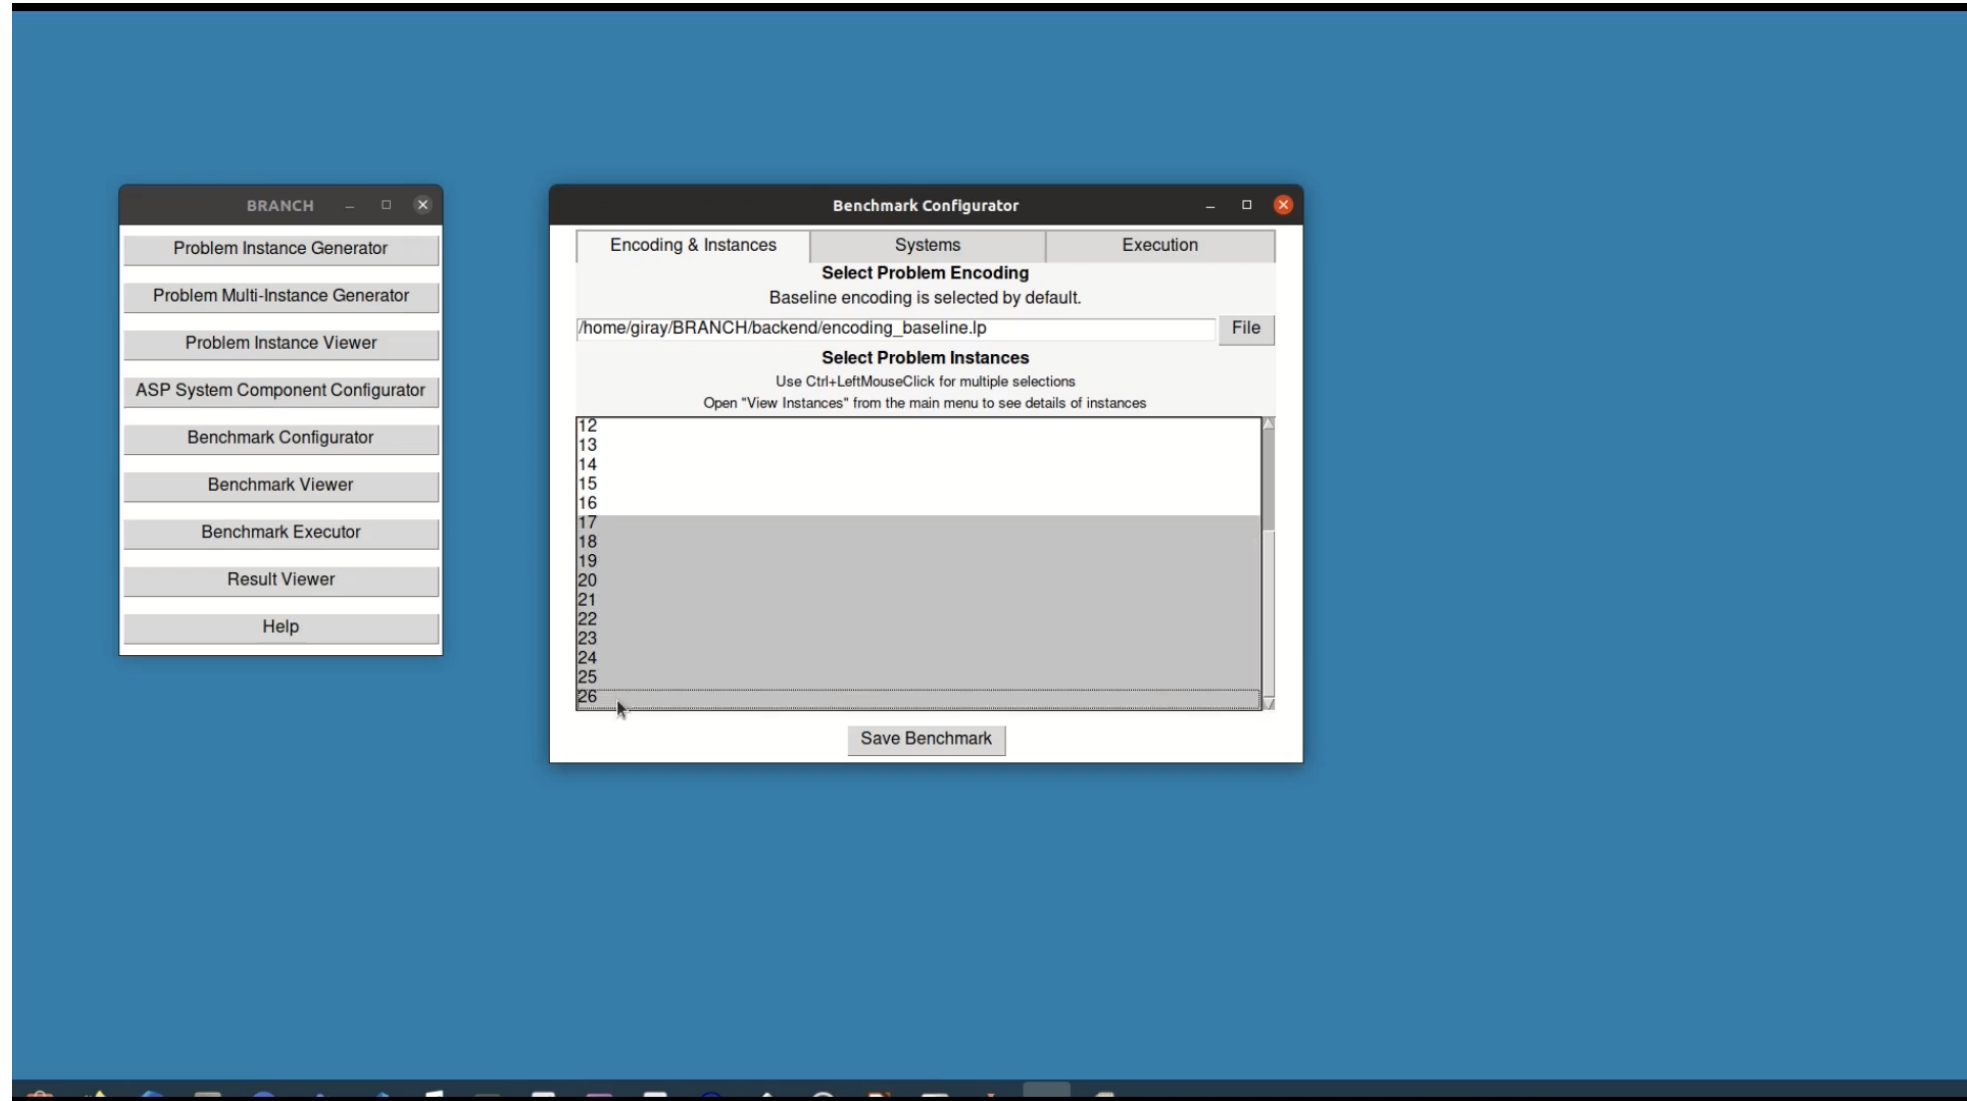 BRANCH
Problem Instance Generator
Problem Multi-Instance Generator
Problem Instance Viewer
ASP System Component Configurator
Benchmark Configurator
Benchmark Viewer
Benchmark Executor
Result Viewer
Help
Benchmark Configurator
Encoding & Instances
Systems
Execution
Select Problem Encoding
Baseline encoding is selected by default.
/home/giray/BRANCH/backend/encoding_baseline.lp
File
Select Problem Instances
Use Ctrl+LeftMouseClick for multiple selections
Open "View Instances" from the main menu to see details of instances
12
13
14
15
16
17
18
19
20
21
22
23
24
25
26
Save Benchmark